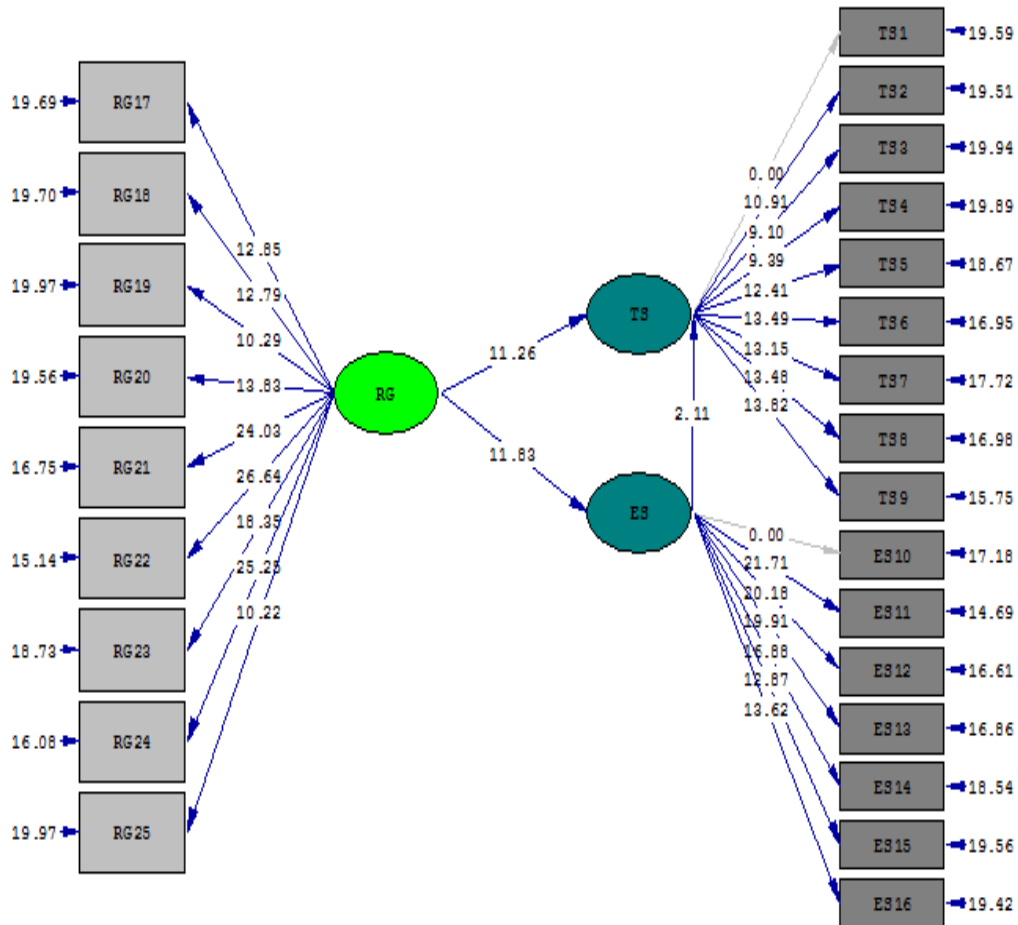 19.69 RG17
19.70 RG18
19.97 RG19
19.56 RG20
16.75 RG21
15.14 RG22
18.73 RG23
16.08 RG24
19.97 RG25
12.85
12.79
10.29
13.83
24.03
26.64
18.35
25.25
10.22
RG
11.26
11.83
TS
2.11
ES
0.00
10.91
9.10
9.39
12.41
13.49
13.15
13.48
13.82
0.00
21.71
20.18
19.91
16.88
12.87
13.62
TS1 19.59
TS2 19.51
TS3 19.94
TS4 19.89
TS5 18.67
TS6 16.95
TS7 17.72
TS8 16.98
TS9 15.75
ES10 17.18
ES11 14.69
ES12 16.61
ES13 16.86
ES14 18.54
ES15 19.56
ES16 19.42